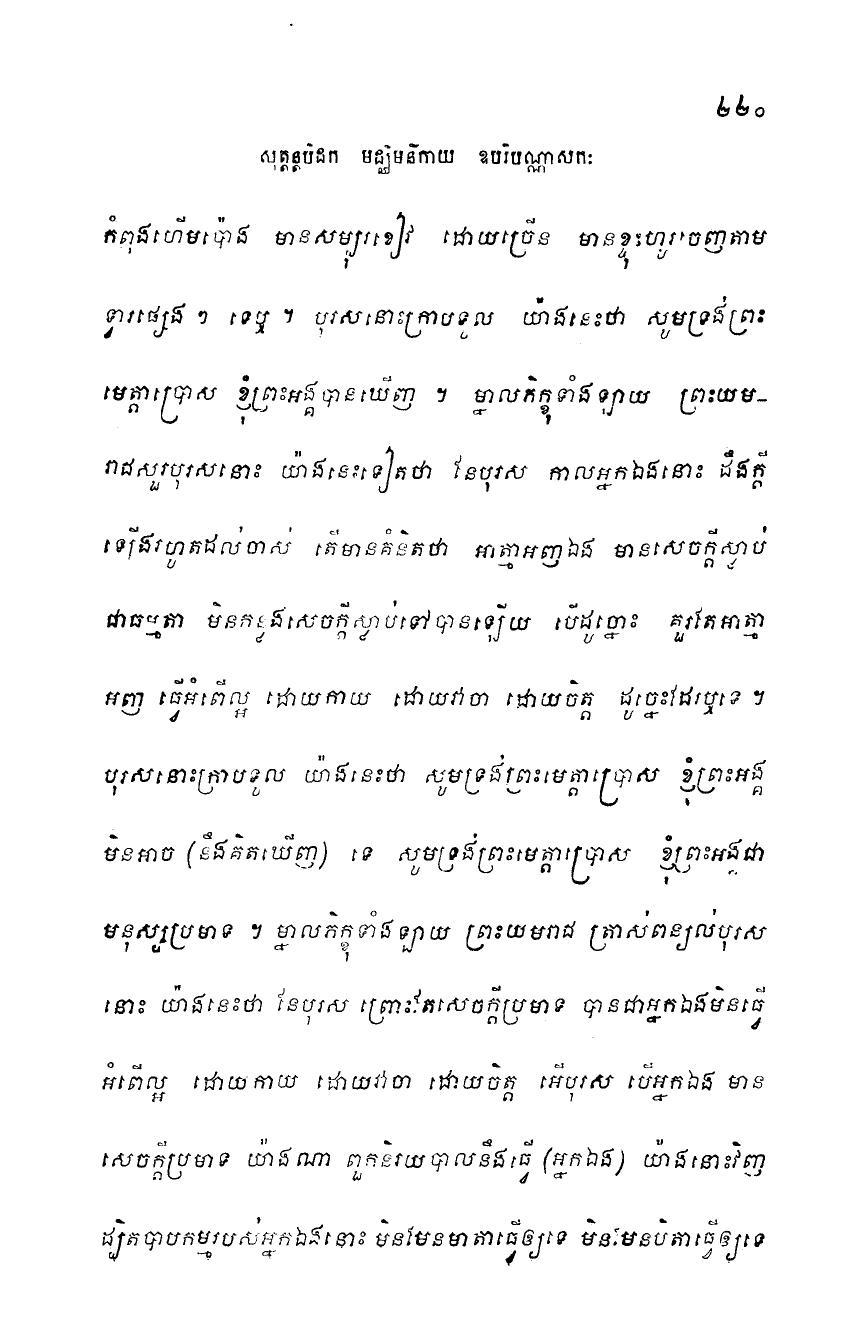 ២២០
សុត្តន្តបិដក មជ្ឈិមនិកាយ ឧបរិបណ្ណាសកៈ
កំពុងហើមប៉ោង មានសម្បុរខៀវ ដោយច្រើន មានខ្ទុះហូរចេញតាម
ទ្វារផ្សេង ៗ ទេឬ ។ បុរសនោះក្រាបទូល យ៉ាងនេះថា សូមទ្រង់ព្រះ
មេត្តាប្រោស ខ្ញុំព្រះអង្គបានឃើញ ។ ម្នាលភិក្ខុទាំងឡាយ ព្រះយម-
រាជសួរបុរសនោះ យ៉ាងនេះទៀតថា នែបុរស កាលអ្នកឯងនោះ ដឹងក្តី
ឡើងរហូតដល់ចាស់ តើមានគំនិតថា អាត្មាអញឯង មានសេចក្តីស្លាប់
ជាធម្មតា មិនកន្លងសេចក្តីស្លាប់ទៅបានឡើយ បើដូច្នោះ គួរតែអាត្មា
អញ ធ្វើអំពើល្អ ដោយកាយ ដោយវាចា ដោយចិត្ត ដូច្នេះដែរឬទេ ។
បុរសនោះក្រាបទូល យ៉ាងនេះថា សូមទ្រង់ព្រះមេត្តាប្រោស ខ្ញុំព្រះអង្គ
មិនអាច (នឹងគិតឃើញ) ទេ សូមទ្រង់ព្រះមេត្តាប្រោស ខ្ញុំព្រះអង្គជា
មនុស្សប្រមាទ ។ ម្នាលភិក្ខុទាំងឡាយ ព្រះយមរាជ ត្រាស់ពន្យល់បុរស
នោះ យ៉ាងនេះថា នែបុរស ព្រោះតែសេចក្តីប្រមាទ បានជាអ្នកឯងមិនធ្វើ
អំពើល្អ ដោយកាយ ដោយវាចា ដោយចិត្ត អើបុរស បើអ្នកឯង មាន
សេចក្តីប្រមាទ យ៉ាងណា ពួកនិរយបាលនឹងធ្វើ (អ្នកឯង) យ៉ាងនោះវិញ
ដ្បិតបាបកម្មរបស់អ្នកឯងនោះ មិនមែនមាតាធ្វើឲ្យទេ មិនមែនបិតាធ្វើឲ្យទេ